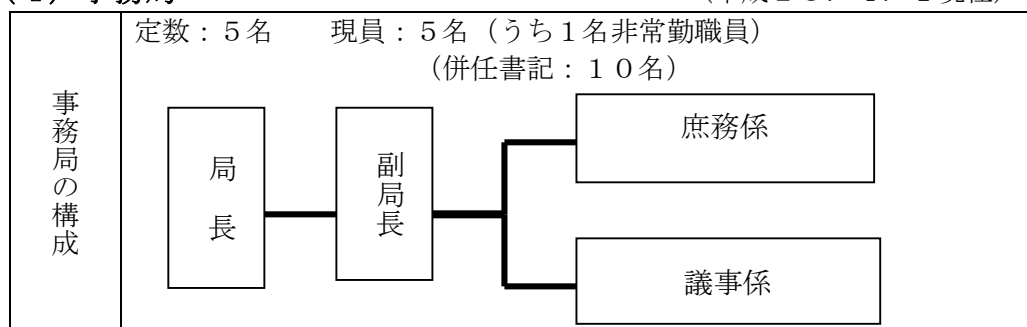 定数：５名　　現員：５名（うち１名非常勤職員）
（併任書記：１０名）
事務局の構成
局長
副局長
庶務係
議事係